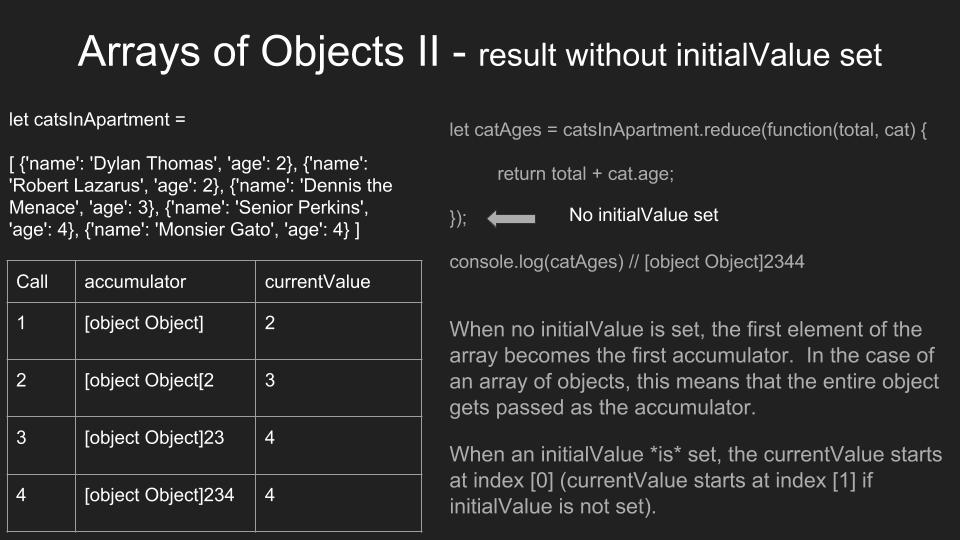 Arrays of Objects II - result without initialValue set
let catsInApartment =
[ {'name': 'Dylan Thomas', 'age': 2}, {'name':
'Robert Lazarus', 'age': 2}, {'name': 'Dennis the
Menace', 'age': 3}, {'name': 'Senior Perkins',
'age': 4}, {'name': 'Monsier Gato', 'age': 4} ]
Call accumulator currentValue
1 [object Object] 2
2 [object Object[2 3
3 [object Object]23 4
4 [object Object]234 4
let catAges = catsInApartment.reduce(function(total, cat) {
return total + cat.age;
}); No initialValue set
console.log(catAges) // [object Object]2344
When no initialValue is set, the first element of the
array becomes the first accumulator. In the case of
an array of objects, this means that the entire object
gets passed as the accumulator.
When an initialValue *is* set, the currentValue starts
at index [0] (currentValue starts at index [1] if
initialValue is not set).